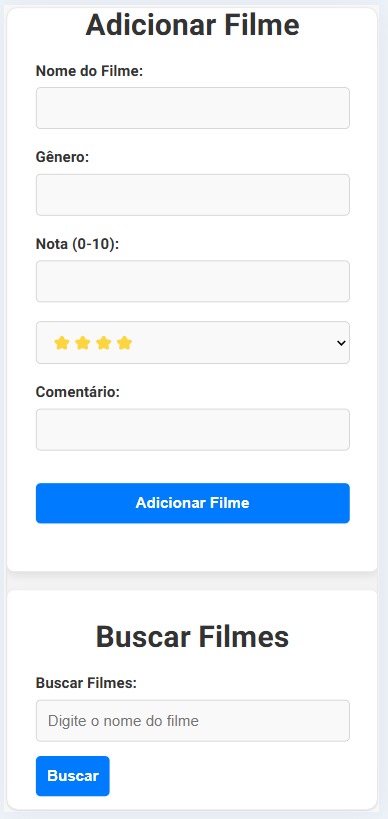 Adicionar Filme
Nome do Filme:
Gênero:
Nota (0-10):
⭐⭐⭐⭐
Comentário:
Adicionar Filme
Buscar Filmes
Buscar Filmes:
Digite o nome do filme
Buscar